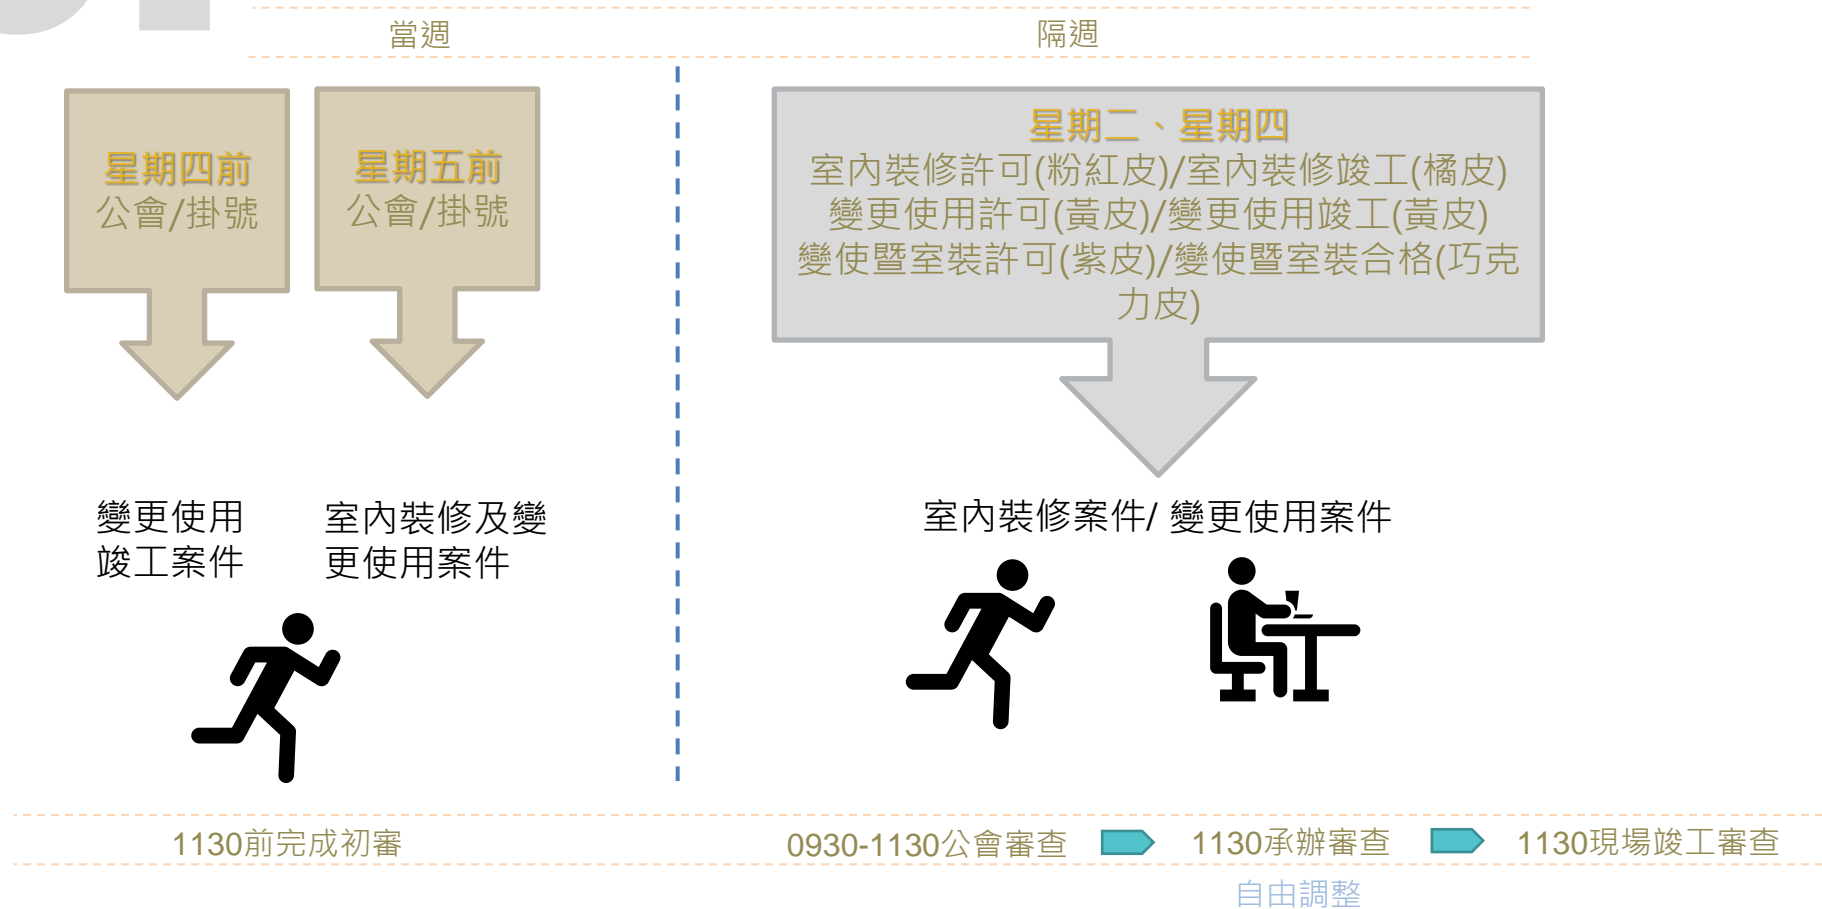 當週
隔週
星期四前
公會/掛號
星期五前
公會/掛號
星期二、星期四
室內裝修許可(粉紅皮)/室內裝修竣工(橘皮)
變更使用許可(黃皮)/變更使用竣工(黃皮)
變使暨室裝許可(紫皮)/變使暨室裝合格(巧克
力皮)
變更使用
竣工案件
室內裝修及變
更使用案件
室內裝修案件/ 變更使用案件
1130前完成初審
0930-1130公會審查
1130承辦審查
1130現場竣工審查
自由調整